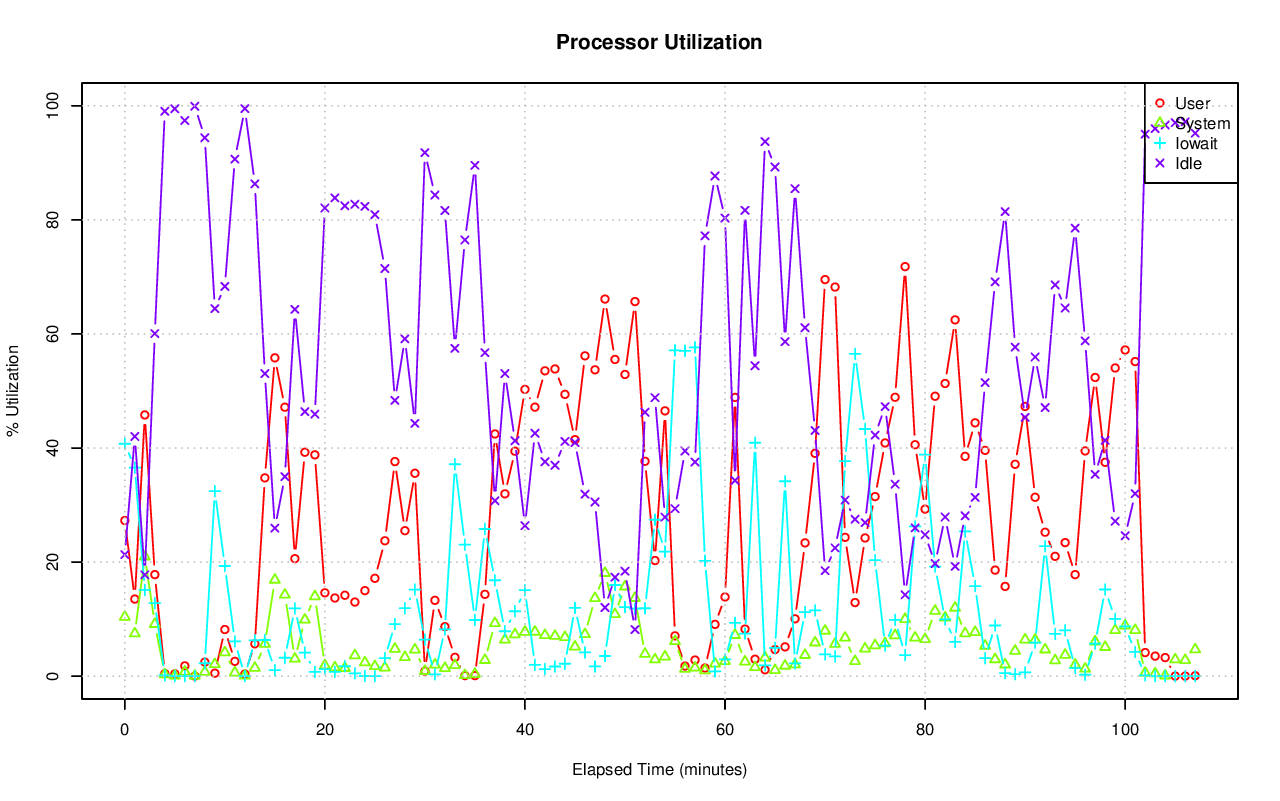 Processor Utilization
% Utilization
100
80
60
40
20
0
User
System
Iowait
Idle
0 20 40 60 80 100
Elapsed Time (minutes)